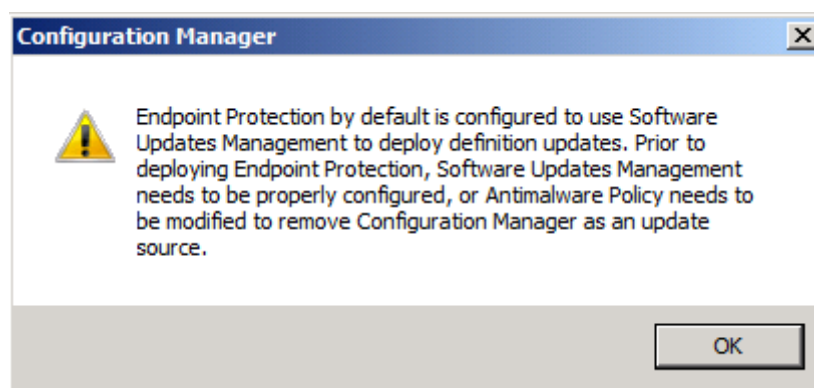 Configuration Manager
Endpoint Protection by default is configured to use Software
Updates Management to deploy definition updates. Prior to
deploying Endpoint Protection, Software Updates Management
needs to be properly configured, or Antimalware Policy needs to
be modified to remove Configuration Manager as an update
source.
OK